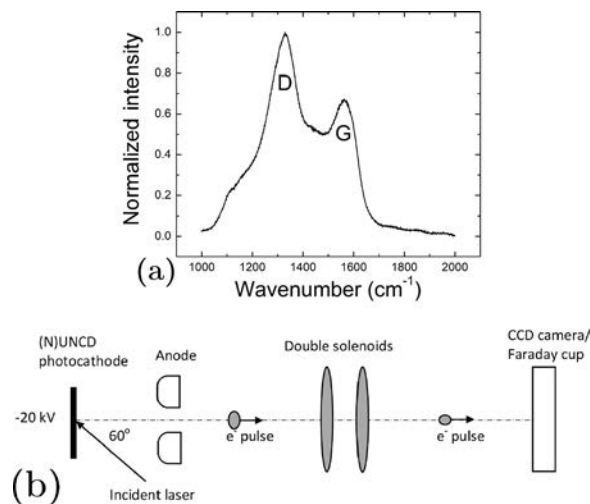 1.0
0.8
0.6
0.4
0.2
0.0
Normalized intensity
D
G
1000 1200 1400 1600 1800 2000
Wavenumber (cm⁻¹)
(a)
(N)UNCD
photocathode
Anode
Double solenoids
CCD camera/
Faraday cup
-20 kV
60°
e⁻ pulse
e⁻ pulse
Incident laser
(b)